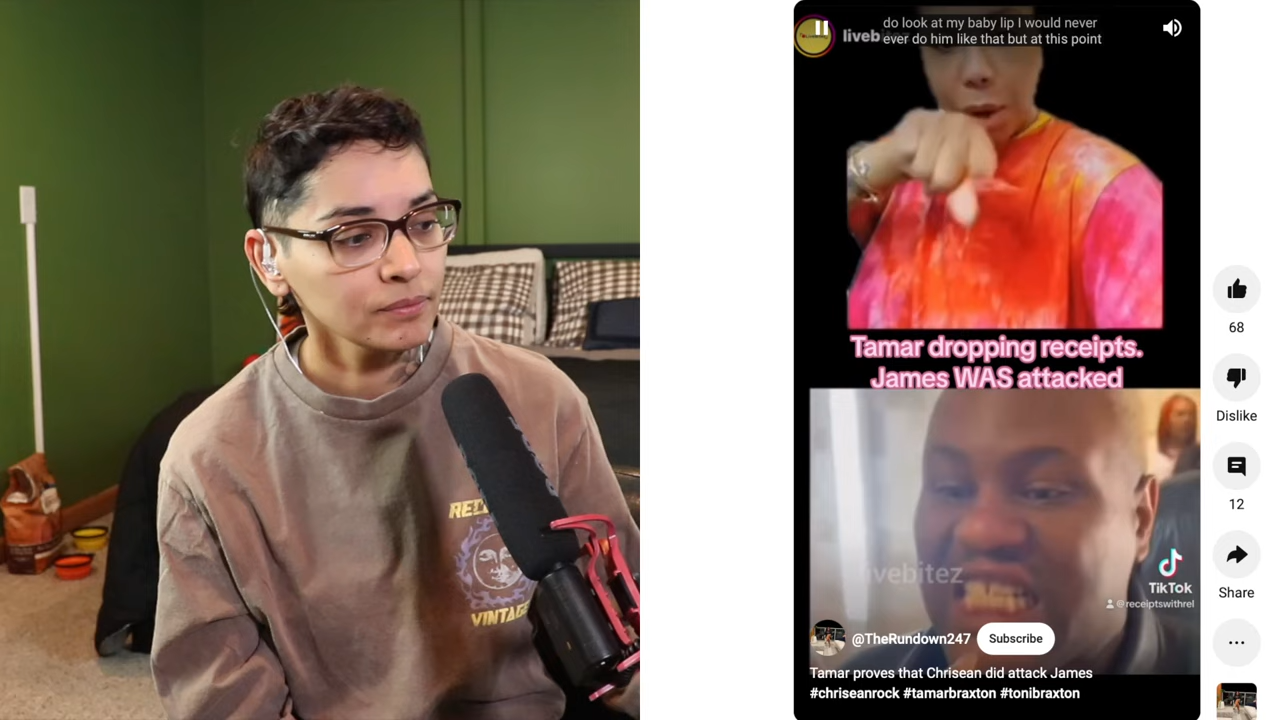 do look at my baby lip I would never
ever do him like that but at this point
liveb
Tamar dropping receipts.
James WAS attacked
livebitez
TikTok
@receiptswithrel
@TheRundown247
Subscribe
Tamar proves that Chrisean did attack James
#chriseanrock #tamarbraxton #tonibraxton
68
Dislike
12
Share
VINTAGE